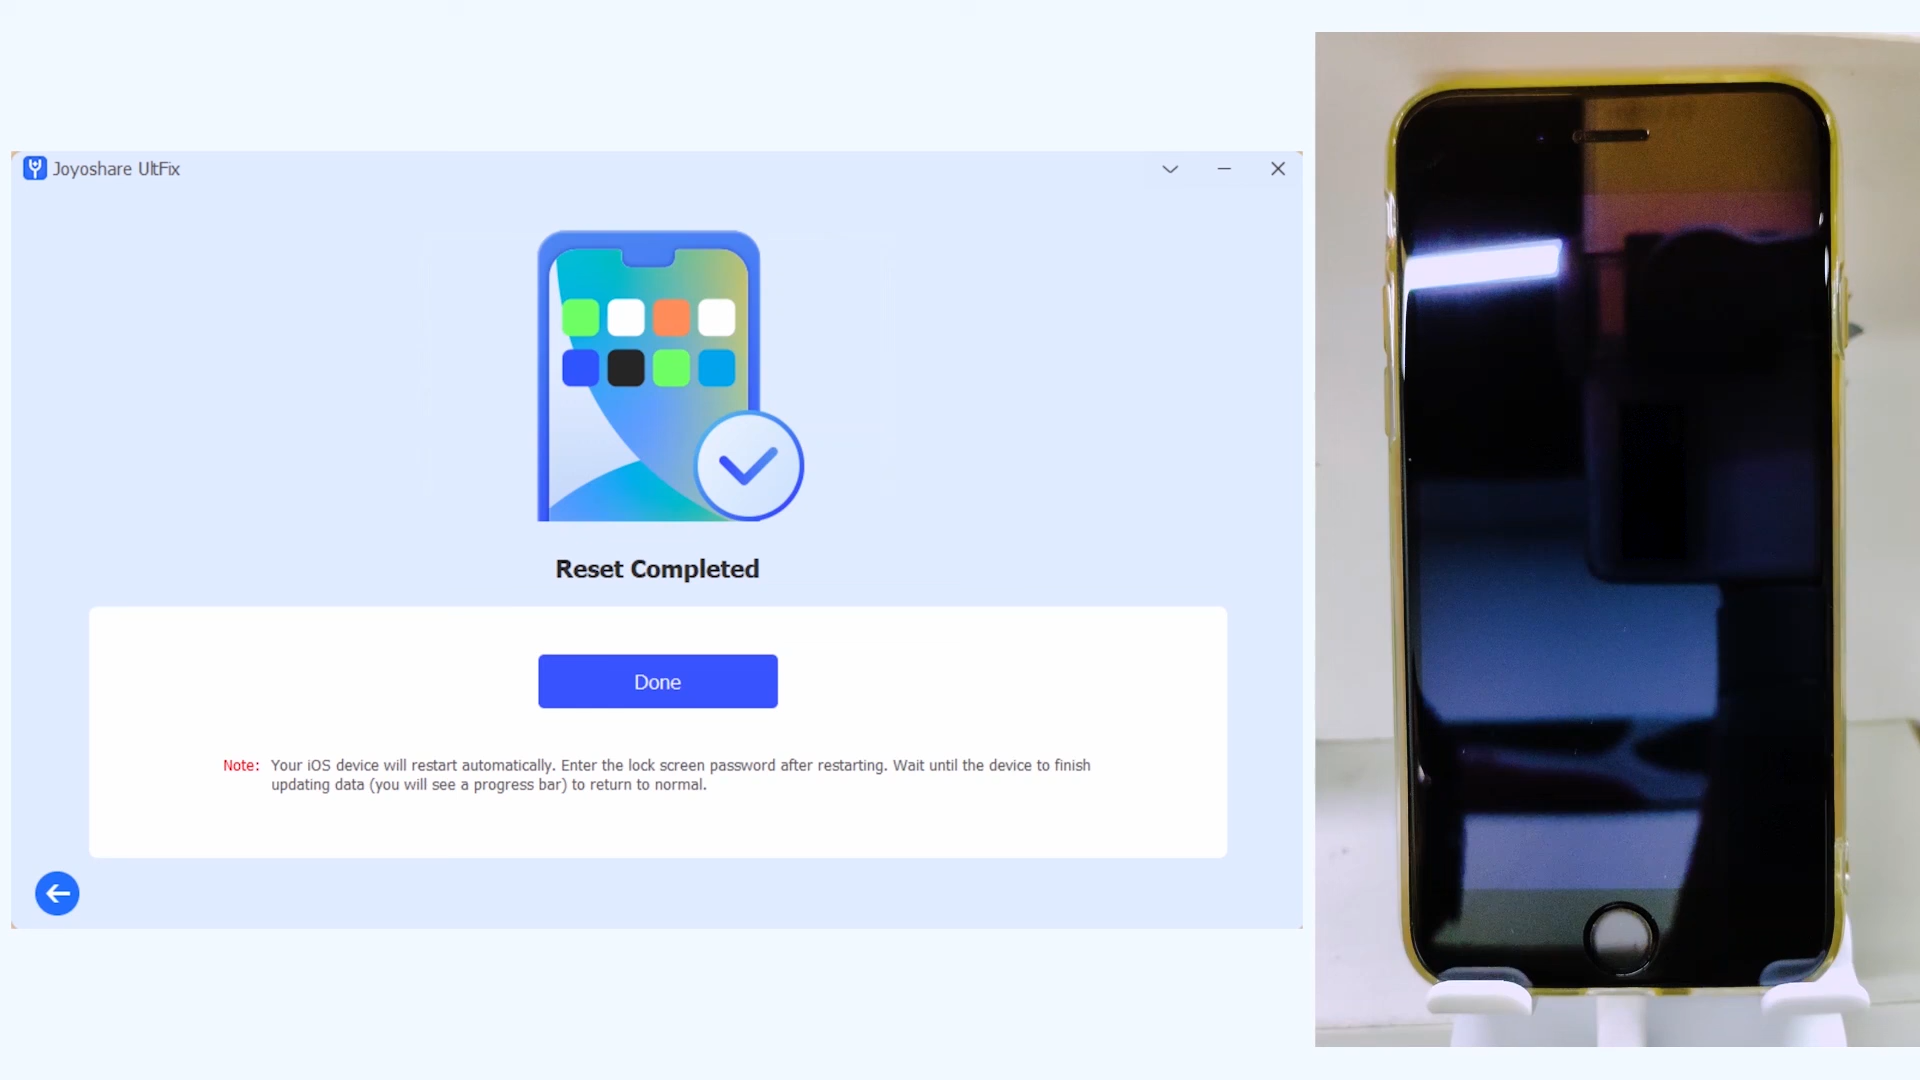 Joyoshare UltFix
Reset Completed
Done
Note: Your iOS device will restart automatically. Enter the lock screen password after restarting. Wait until the device to finish
updating data (you will see a progress bar) to return to normal.